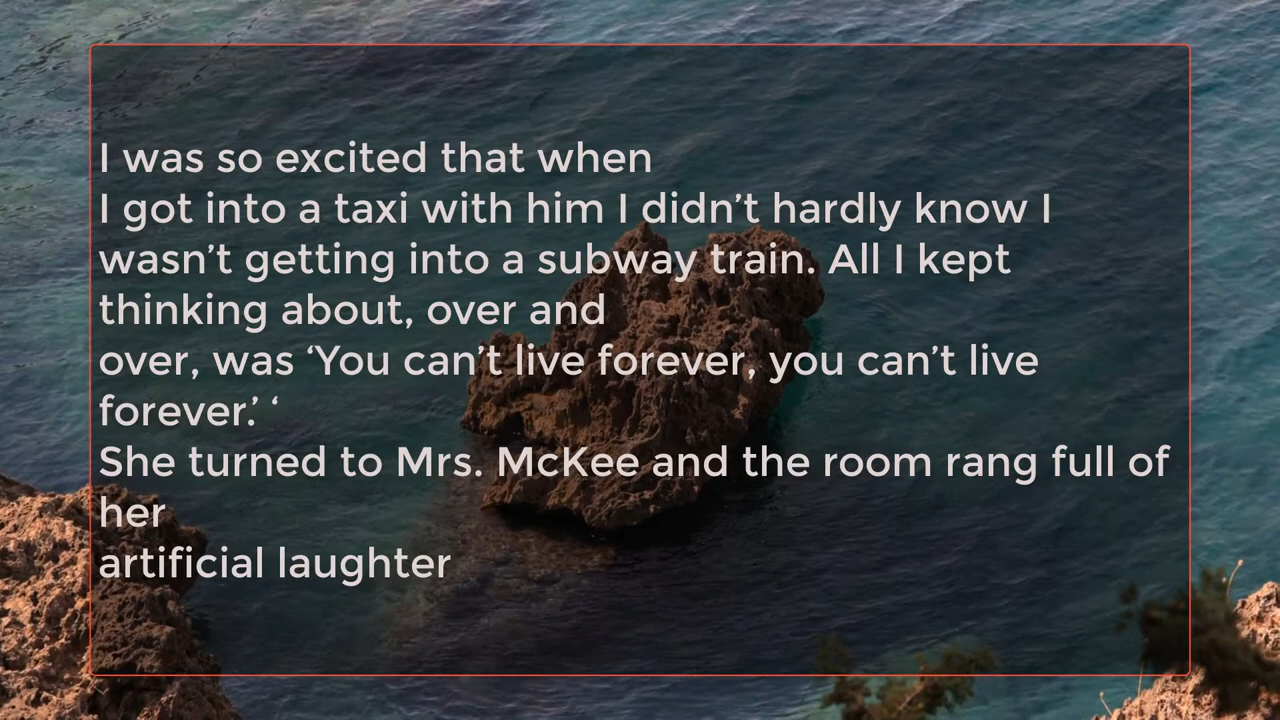 I was so excited that when
I got into a taxi with him I didn’t hardly know I
wasn’t getting into a subway train. All I kept
thinking about, over and
over, was ‘You can’t live forever, you can’t live
forever.’ ‘
She turned to Mrs. McKee and the room rang full of
her
artificial laughter